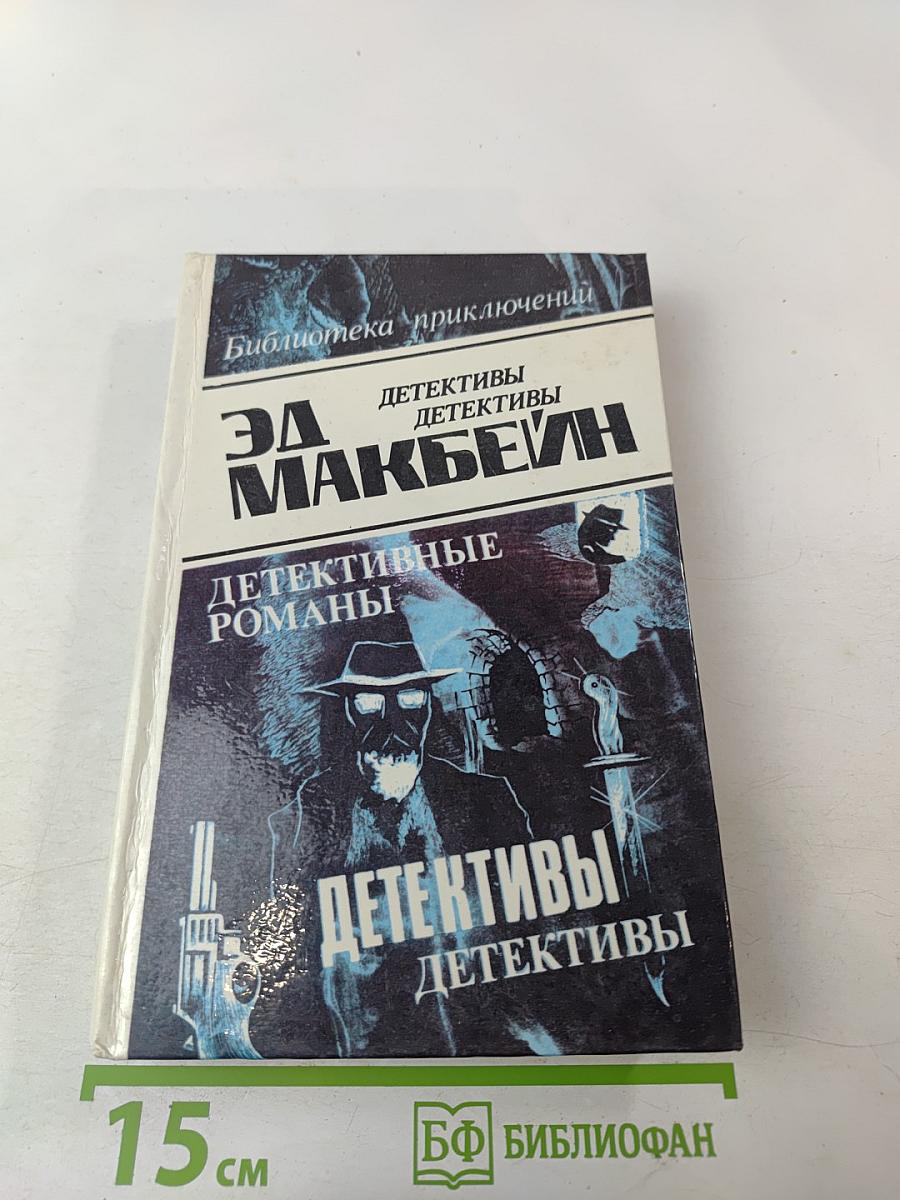 Библиотека приключений
ДЕТЕКТИВЫ
ДЕТЕКТИВЫ
ЭД
МАКБЕЙН
ДЕТЕКТИВНЫЕ
РОМАНЫ
ДЕТЕКТИВЫ
ДЕТЕКТИВЫ
15 СМ
БФ БИБЛИОФАН